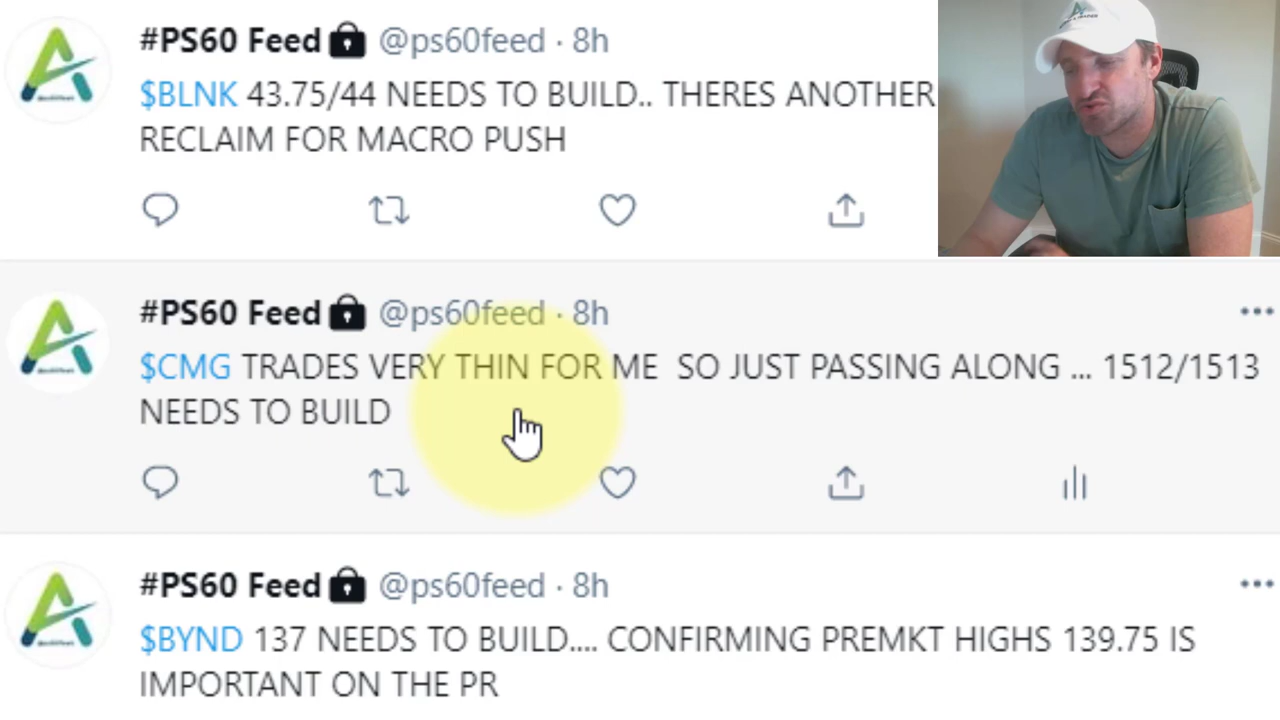 #PS60 Feed🔒 @ps60feed · 8h
$BLNK 43.75/44 NEEDS TO BUILD.. THERES ANOTHER
RECLAIM FOR MACRO PUSH
#PS60 Feed🔒 @ps60feed · 8h
$CMG TRADES VERY THIN FOR ME  SO JUST PASSING ALONG ... 1512/1513
NEEDS TO BUILD
#PS60 Feed🔒 @ps60feed · 8h
$BYND 137 NEEDS TO BUILD.... CONFIRMING PREMKT HIGHS 139.75 IS
IMPORTANT ON THE PR